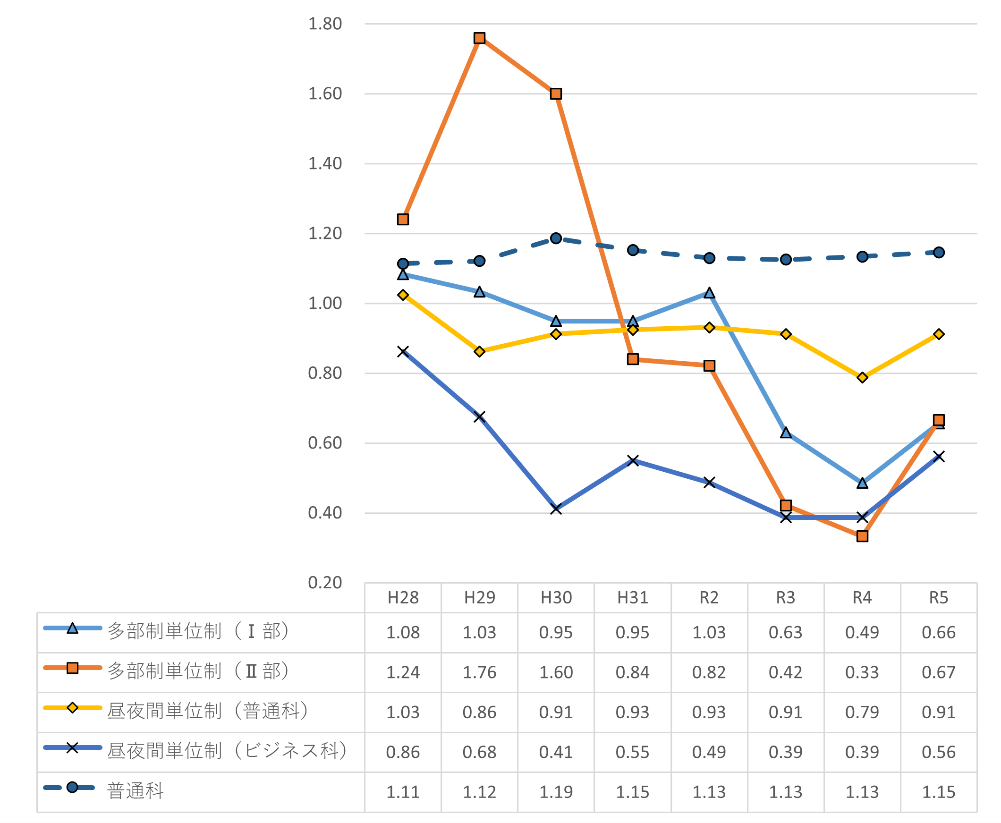 1.80
1.60
1.40
1.20
1.00
0.80
0.60
0.40
0.20
H28 H29 H30 H31 R2 R3 R4 R5
多部制単位制（Ⅰ部） 1.08 1.03 0.95 0.95 1.03 0.63 0.49 0.66
多部制単位制（Ⅱ部） 1.24 1.76 1.60 0.84 0.82 0.42 0.33 0.67
昼夜間単位制（普通科） 1.03 0.86 0.91 0.93 0.93 0.91 0.79 0.91
昼夜間単位制（ビジネス科） 0.86 0.68 0.41 0.55 0.49 0.39 0.39 0.56
普通科 1.11 1.12 1.19 1.15 1.13 1.13 1.13 1.15